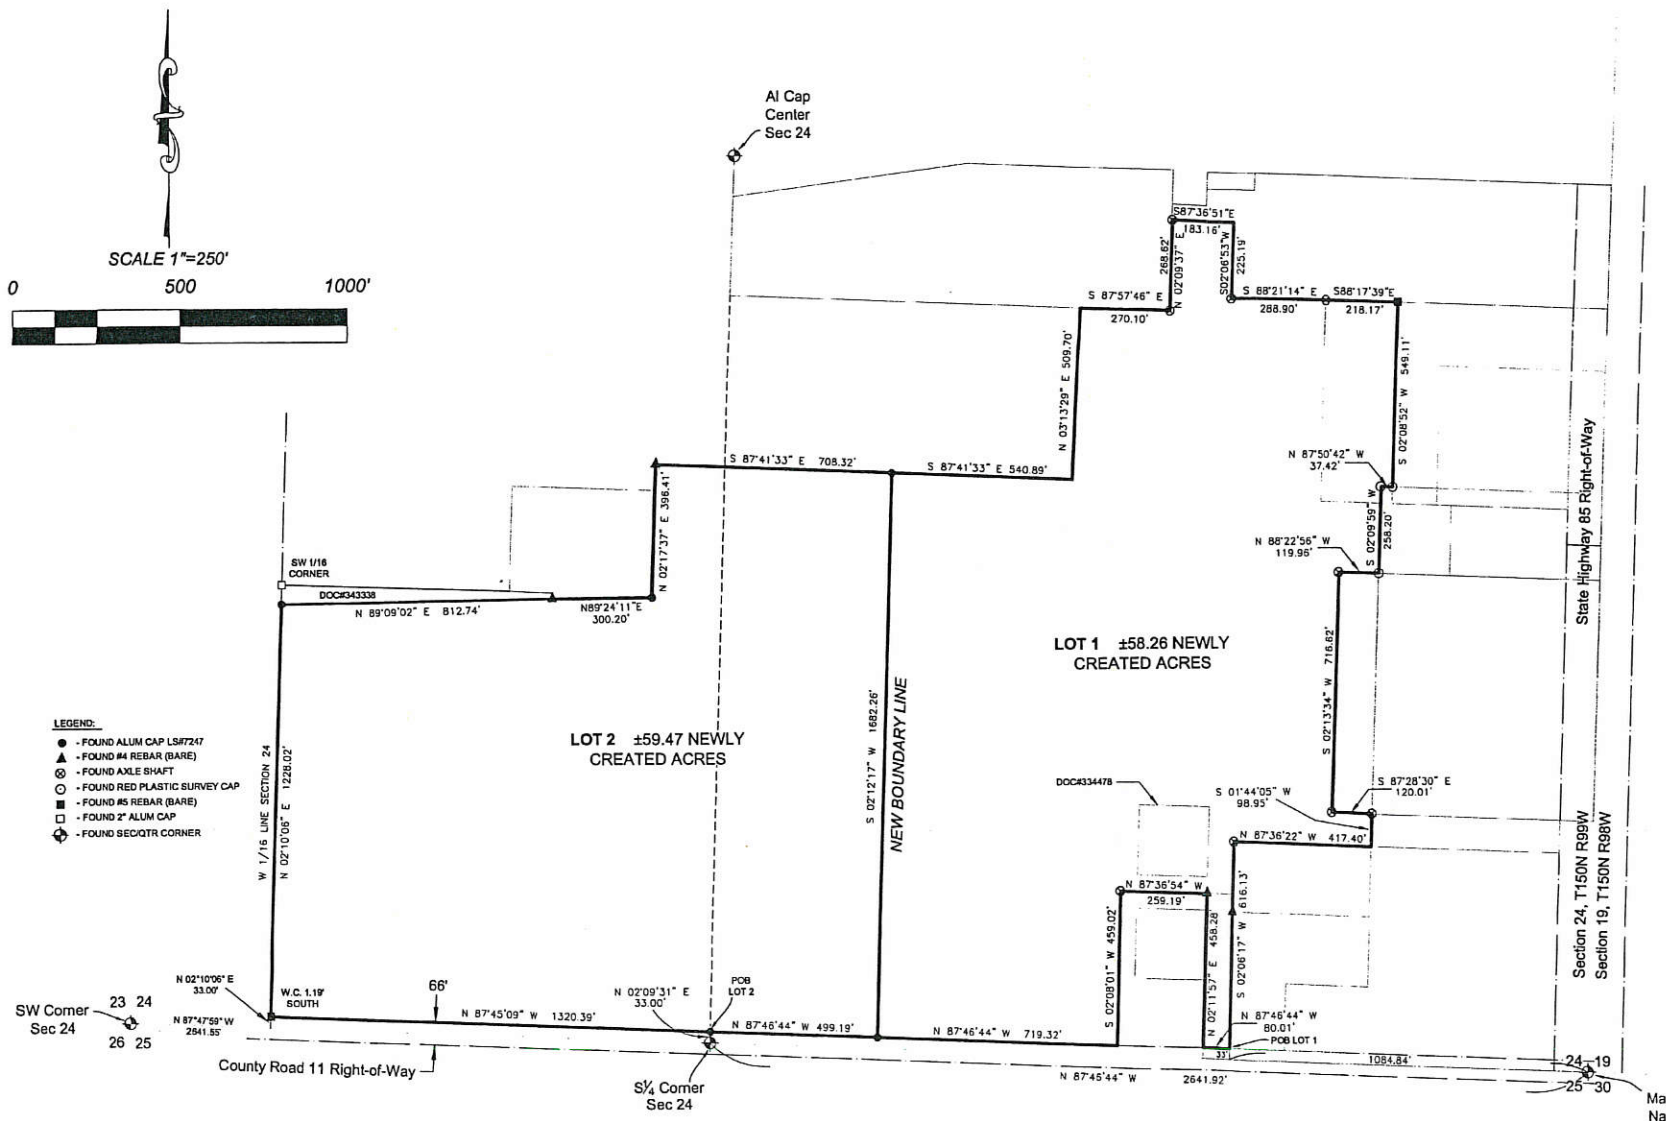 Al Cap
Center
Sec 24
SCALE 1"=250'
0 500 1000'
S87°36'51"E
183.16'
268.62'
N 02°09'37" E
S02°06'53"W
225.19'
S 87°57'46" E
270.10'
S 88°21'14" E
288.90'
S88°17'39"E
218.17'
N 03°13'29" E 509.70'
S 02°08'52" W 549.11'
N 87°50'42" W
37.42'
S 02°09'59" W
258.20'
N 88°22'56" W
119.96'
S 87°41'33" E 708.32'
S 87°41'33" E 540.89'
N 02°17'37" E 396.41'
SW 1/16
CORNER
DOC#343338
N 89°09'02" E 812.74'
N89°24'11"E
300.20'
State Highway 85 Right-of-Way
LOT 1 ±58.26 NEWLY
CREATED ACRES
S 02°13'34" W 716.62'
LOT 2 ±59.47 NEWLY
CREATED ACRES
S 02°12'17" W 1682.26'
NEW BOUNDARY LINE
LEGEND:
- FOUND ALUM CAP LS#7247
- FOUND #4 REBAR (BARE)
- FOUND AXLE SHAFT
- FOUND RED PLASTIC SURVEY CAP
- FOUND #5 REBAR (BARE)
- FOUND 2" ALUM CAP
- FOUND SEC/QTR CORNER
W 1/16 LINE SECTION 24
N 02°10'06" E 1228.02'
DOC#334478
S 01°44'05" W
98.95'
S 87°28'30" E
120.01'
N 87°36'22" W 417.40'
N 87°36'54" W
259.19'
S 02°08'01" W 459.02'
N 02°11'57" E 458.28'
S 02°06'17" W 616.13'
Section 24, T150N R99W
Section 19, T150N R98W
N 02°10'06" E
33.00'
W.C. 1.19'
SOUTH
66'
N 02°09'31" E
33.00'
POB
LOT 2
SW Corner
Sec 24
23 24
26 25
N 87°47'59" W
2641.55'
N 87°45'09" W 1320.39'
N 87°46'44" W 499.19'
N 87°46'44" W 719.32'
N 87°46'44" W
80.01'
POB LOT 1
33'
1084.84'
County Road 11 Right-of-Way
S¼ Corner
Sec 24
N 87°45'44" W 2641.92'
24 19
25 30
Ma
Na